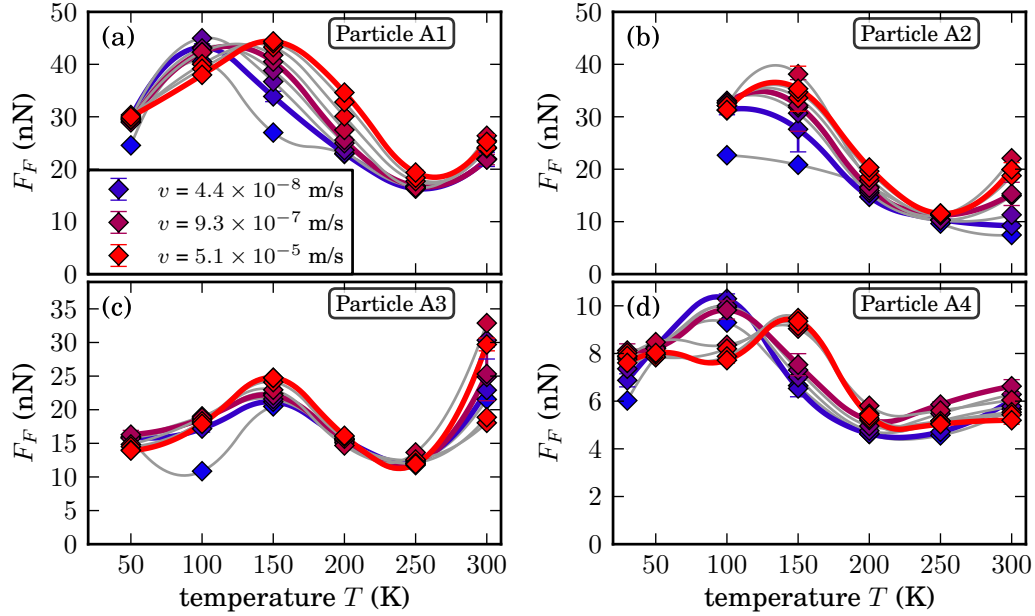 (a)
Particle A1
50
40
30
20
10
0
F_F (nN)
v = 4.4 × 10⁻⁸ m/s
v = 9.3 × 10⁻⁷ m/s
v = 5.1 × 10⁻⁵ m/s
(b)
Particle A2
50
40
30
20
10
0
F_F (nN)
(c)
Particle A3
35
30
25
20
15
10
5
0
F_F (nN)
50 100 150 200 250 300
temperature T (K)
(d)
Particle A4
10
8
6
4
2
0
F_F (nN)
50 100 150 200 250 300
temperature T (K)